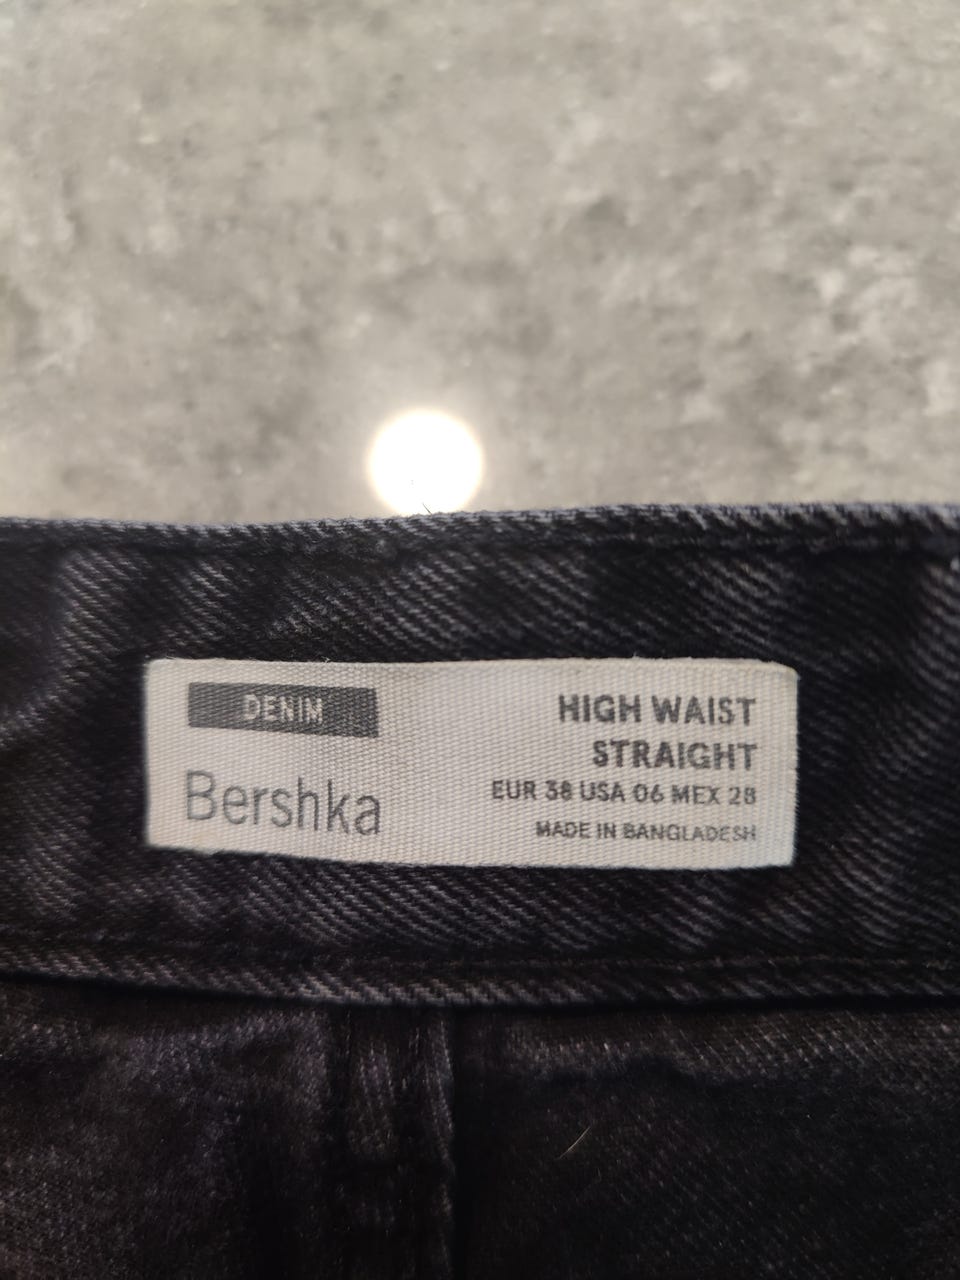 DENIM
Bershka
HIGH WAIST
STRAIGHT
EUR 38 USA 06 MEX 28
MADE IN BANGLADESH